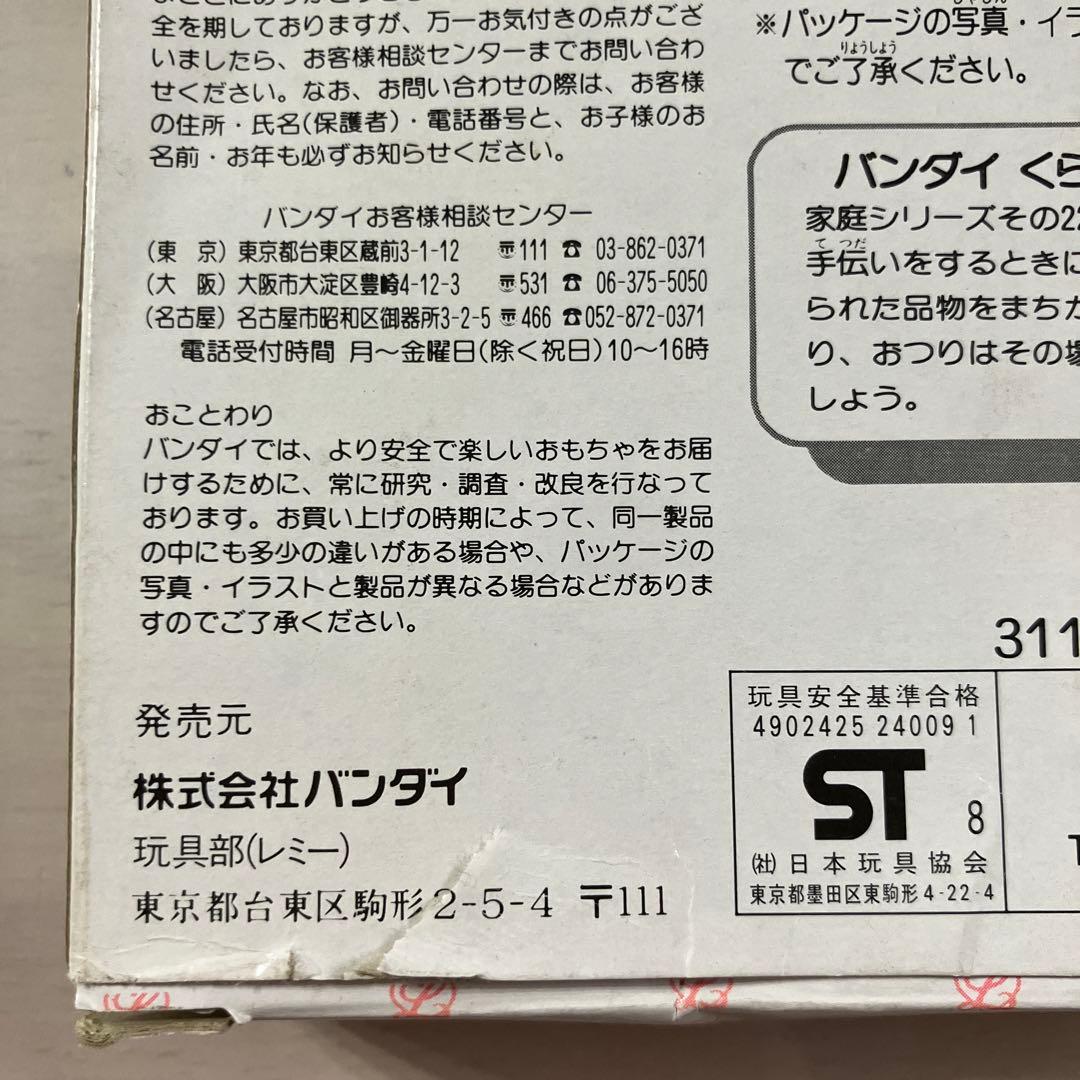 全を期しておりますが、万一お気付きの点がござ
いましたら、お客様相談センターまでお問い合わ
せください。なお、お問い合わせの際は、お客様
の住所・氏名(保護者)・電話番号と、お子様のお
名前・お年も必ずお知らせください。
バンダイお客様相談センター
(東 京) 東京都台東区蔵前3-1-12 〠111 ☎ 03-862-0371
(大 阪) 大阪市大淀区豊崎4-12-3 〠531 ☎ 06-375-5050
(名古屋) 名古屋市昭和区御器所3-2-5 〠466 ☎052-872-0371
電話受付時間 月～金曜日(除く祝日)10～16時
おことわり
バンダイでは、より安全で楽しいおもちゃをお届
けするために、常に研究・調査・改良を行なって
おります。お買い上げの時期によって、同一製品
の中にも多少の違いがある場合や、パッケージの
写真・イラストと製品が異なる場合などがありま
すのでご了承ください。
発売元
株式会社バンダイ
玩具部(レミー)
東京都台東区駒形2-5-4 〒111
※パッケージの写真・イラ
りょうしょう
でご了承ください。
バンダイ くら
家庭シリーズその22
てつだ
手伝いをするときに
られた品物をまちが
り、おつりはその場
しょう。
311
玩具安全基準合格
4902425 24009 1
ST 8
(社)日本玩具協会
東京都墨田区東駒形4-22-4